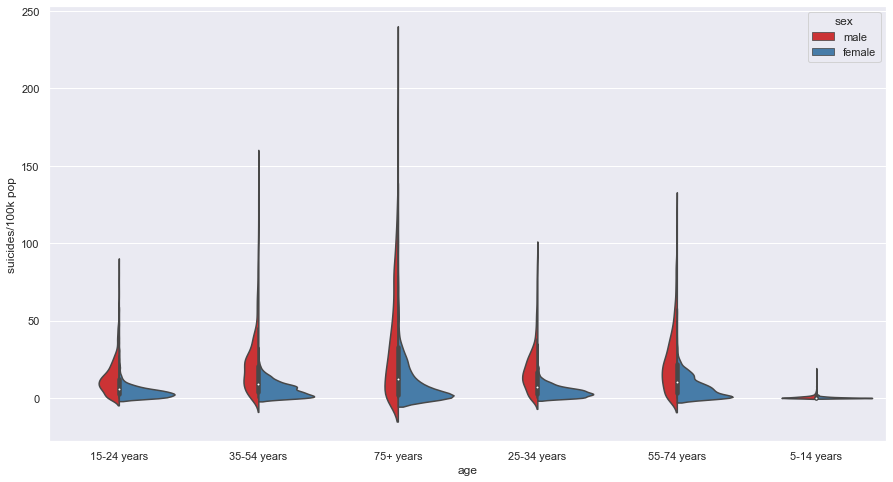 250
200
150
100
50
0
suicides/100k pop
sex
male
female
15-24 years
35-54 years
75+ years
25-34 years
55-74 years
5-14 years
age